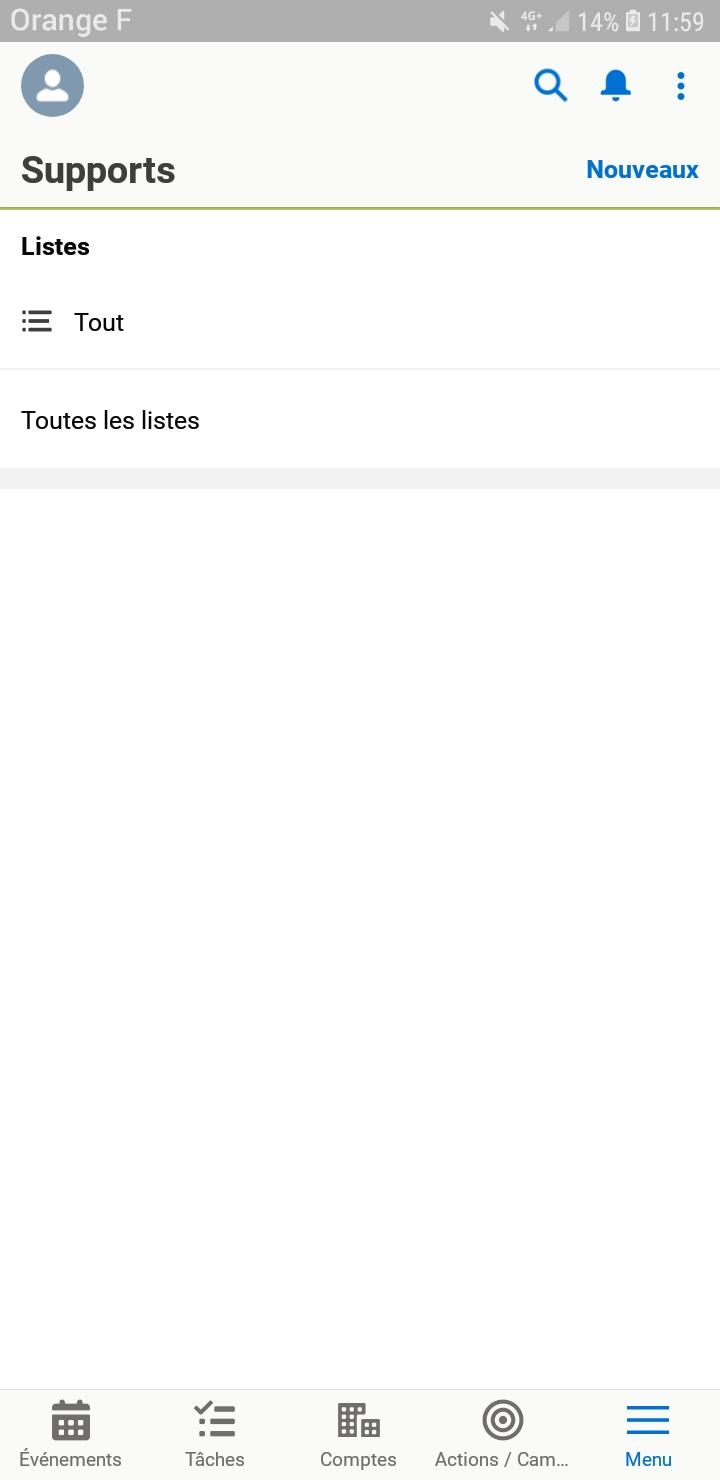 Orange F 4G+ 14% 11:59
Supports Nouveaux
Listes
Tout
Toutes les listes
Événements Tâches Comptes Actions / Cam... Menu